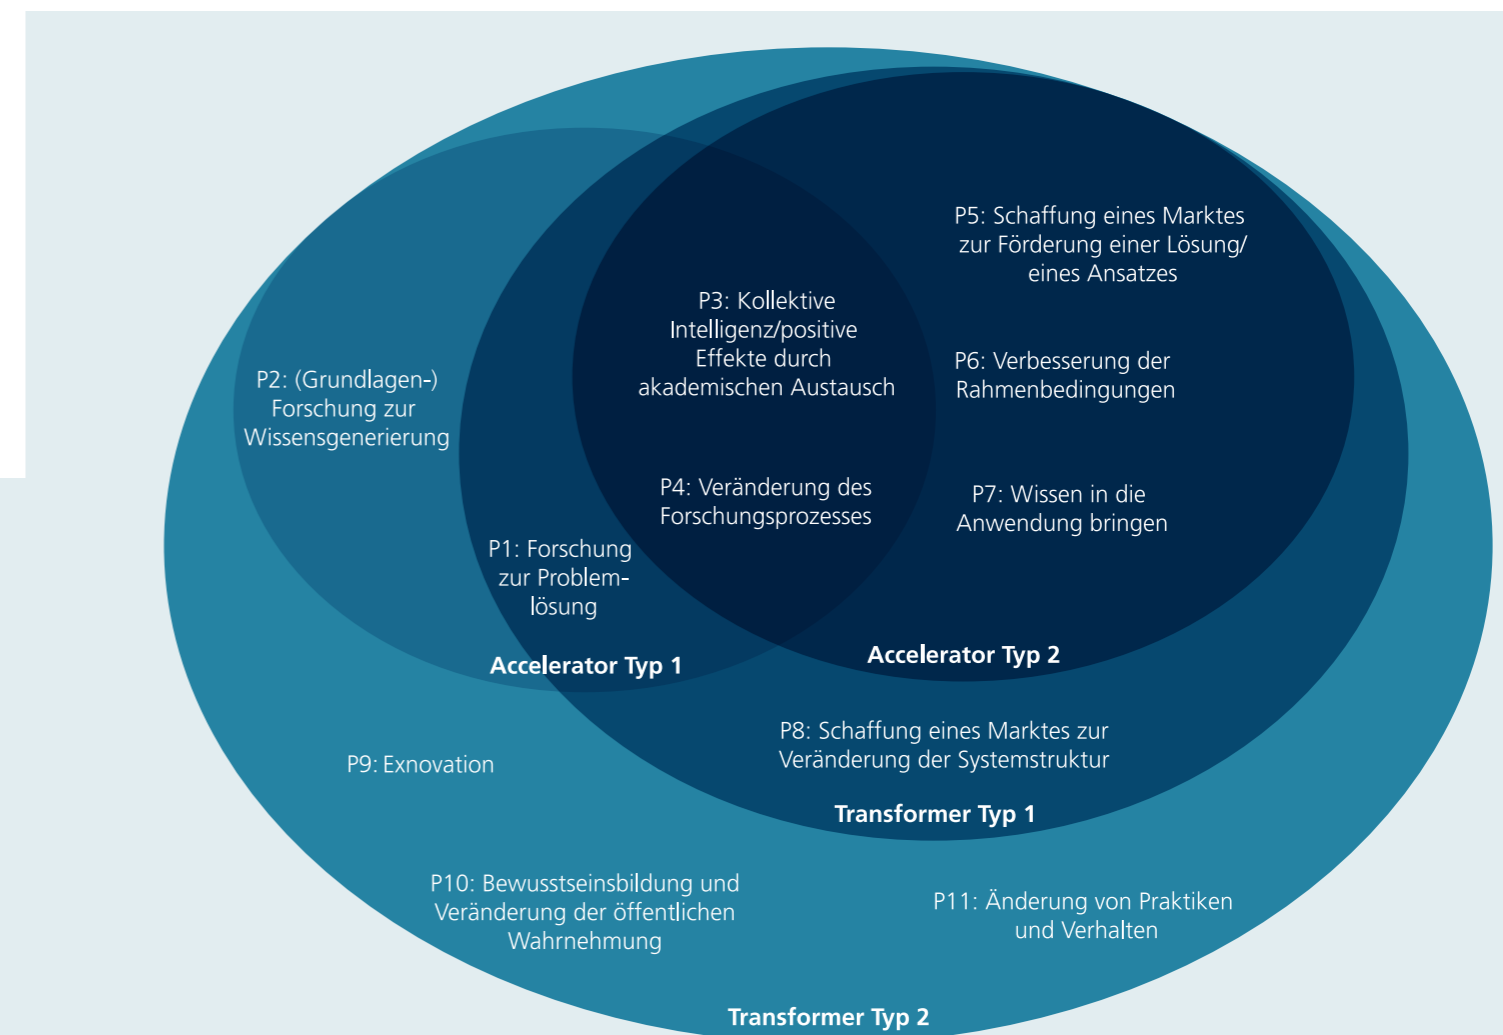 P5: Schaffung eines Marktes
zur Förderung einer Lösung/
eines Ansatzes
P3: Kollektive
Intelligenz/positive
Effekte durch
akademischen Austausch
P6: Verbesserung der
Rahmenbedingungen
P2: (Grundlagen-)
Forschung zur
Wissensgenerierung
P4: Veränderung des
Forschungsprozesses
P7: Wissen in die
Anwendung bringen
P1: Forschung
zur Problem-
lösung
Accelerator Typ 1
Accelerator Typ 2
P8: Schaffung eines Marktes zur
Veränderung der Systemstruktur
P9: Exnovation
Transformer Typ 1
P10: Bewusstseinsbildung und
Veränderung der öffentlichen
Wahrnehmung
P11: Änderung von Praktiken
und Verhalten
Transformer Typ 2